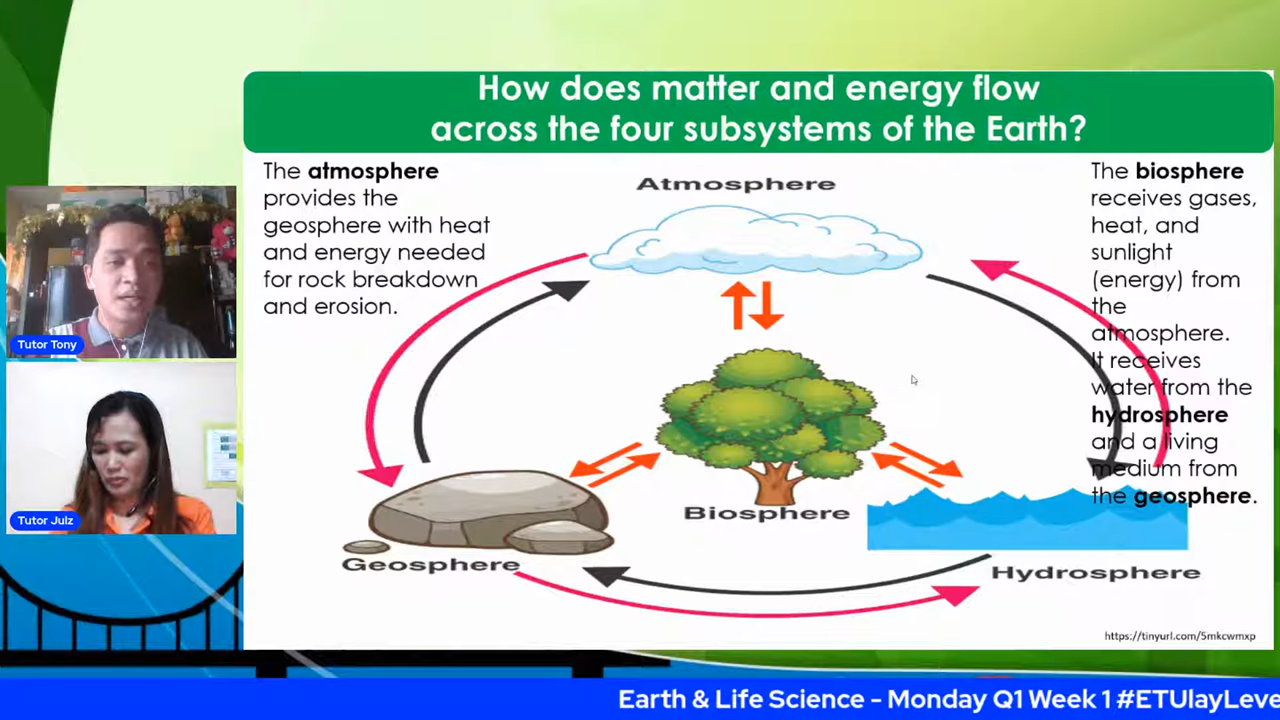 How does matter and energy flow
across the four subsystems of the Earth?
The atmosphere
provides the
geosphere with heat
and energy needed
for rock breakdown
and erosion.
Atmosphere
The biosphere
receives gases,
heat, and
sunlight
(energy) from
the
atmosphere.
It receives
water from the
hydrosphere
and a living
medium from
the geosphere.
Biosphere
Geosphere
Hydrosphere
https://tinyurl.com/5mkcwmxp
Tutor Tony
Tutor Julz
Earth & Life Science - Monday Q1 Week 1 #ETUlayLeve